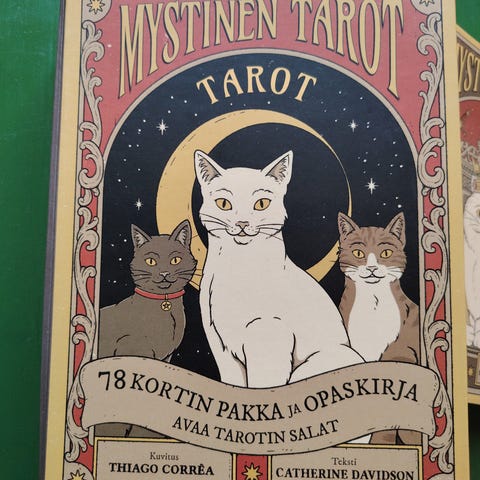 MYSTINEN TAROT
TAROT
78 KORTIN PAKKA JA OPASKIRJA
AVAA TAROTIN SALAT
Kuvitus
THIAGO CORRÊA
Teksti
CATHERINE DAVIDSON